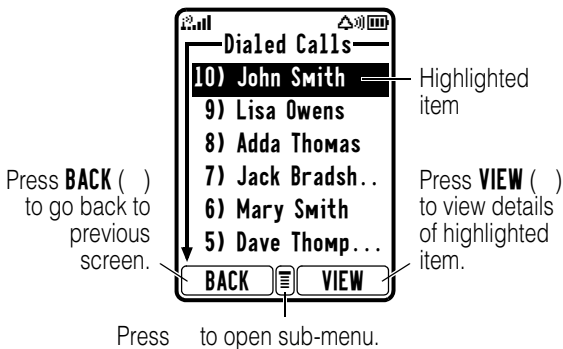 Dialed Calls
10) John Smith
9) Lisa Owens
8) Adda Thomas
7) Jack Bradsh..
6) Mary Smith
5) Dave Thomp...
BACK
VIEW
Highlighted
item
Press BACK ( )
to go back to
previous
screen.
Press VIEW ( )
to view details
of highlighted
item.
Press to open sub-menu.